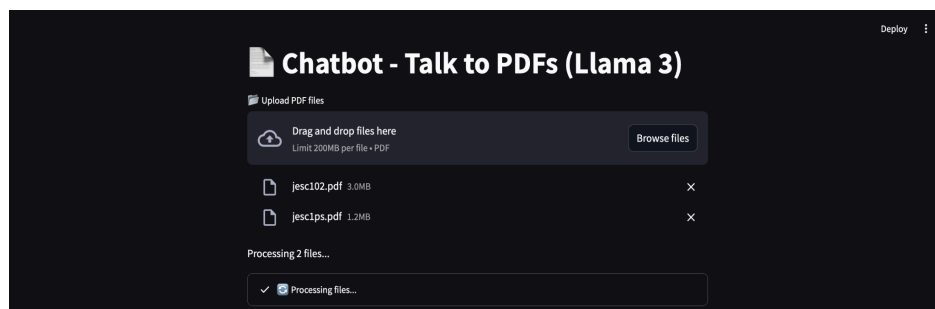 Deploy
Chatbot - Talk to PDFs (Llama 3)
Upload PDF files
Drag and drop files here
Limit 200MB per file • PDF
Browse files
jesc102.pdf 3.0MB
jesc1ps.pdf 1.2MB
Processing 2 files...
Processing files...